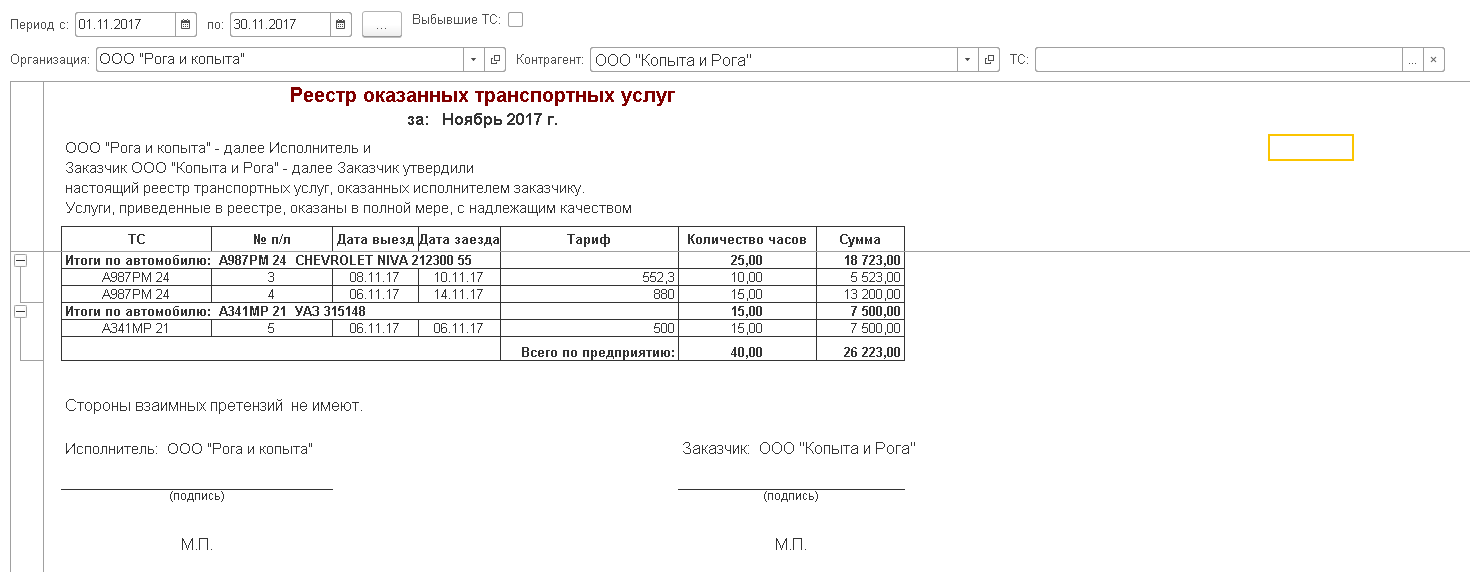 Период с: 01.11.2017 по: 30.11.2017 ... Выбывшие ТС:
Организация: ООО "Рога и копыта" Контрагент: ООО "Копыта и Рога" ТС: ... ×
Реестр оказанных транспортных услуг
за: Ноябрь 2017 г.
ООО "Рога и копыта" - далее Исполнитель и
Заказчик ООО "Копыта и Рога" - далее Заказчик утвердили
настоящий реестр транспортных услуг, оказанных исполнителем заказчику.
Услуги, приведенные в реестре, оказаны в полной мере, с надлежащим качеством
ТС № п/л Дата выезд Дата заезда Тариф Количество часов Сумма
Итоги по автомобилю: А987РМ 24 CHEVROLET NIVA 212300 55 25,00 18 723,00
А987РМ 24 3 08.11.17 10.11.17 552,3 10,00 5 523,00
А987РМ 24 4 06.11.17 14.11.17 880 15,00 13 200,00
Итоги по автомобилю: А341МР 21 УАЗ 315148 15,00 7 500,00
А341МР 21 5 06.11.17 06.11.17 500 15,00 7 500,00
Всего по предприятию: 40,00 26 223,00
Стороны взаимных претензий не имеют.
Исполнитель: ООО "Рога и копыта" Заказчик: ООО "Копыта и Рога"
(подпись) (подпись)
М.П. М.П.